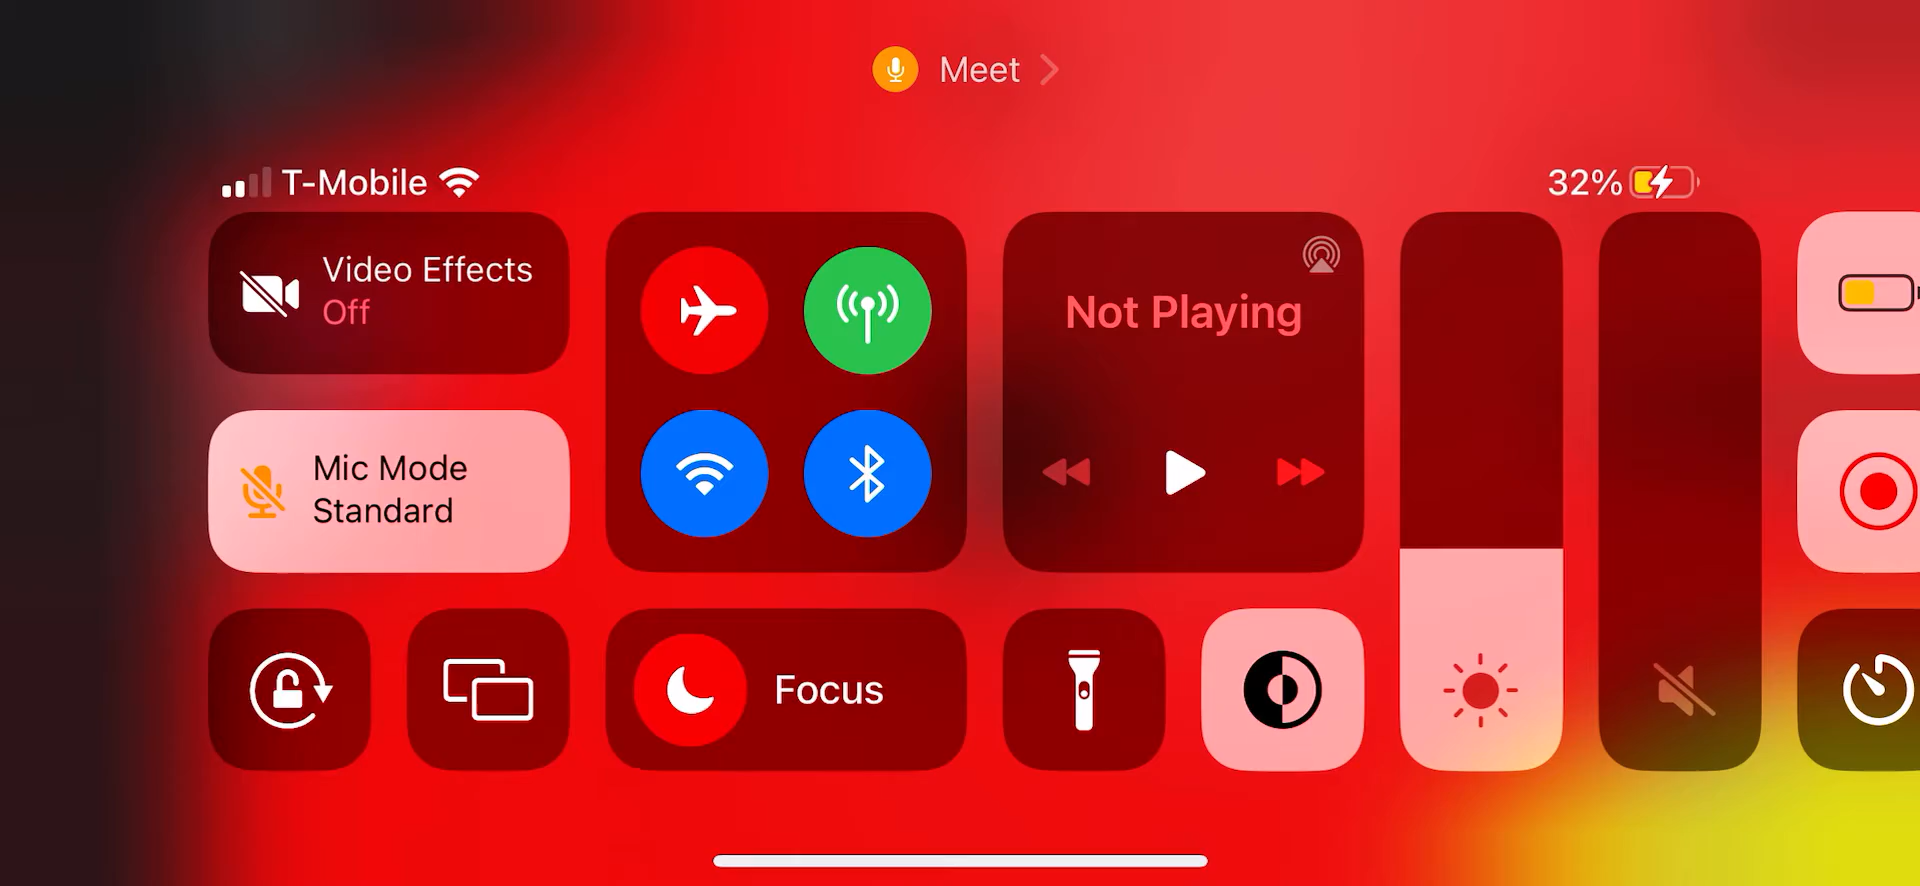 Meet
T-Mobile
32%
Video Effects
Off
Not Playing
Mic Mode
Standard
Focus